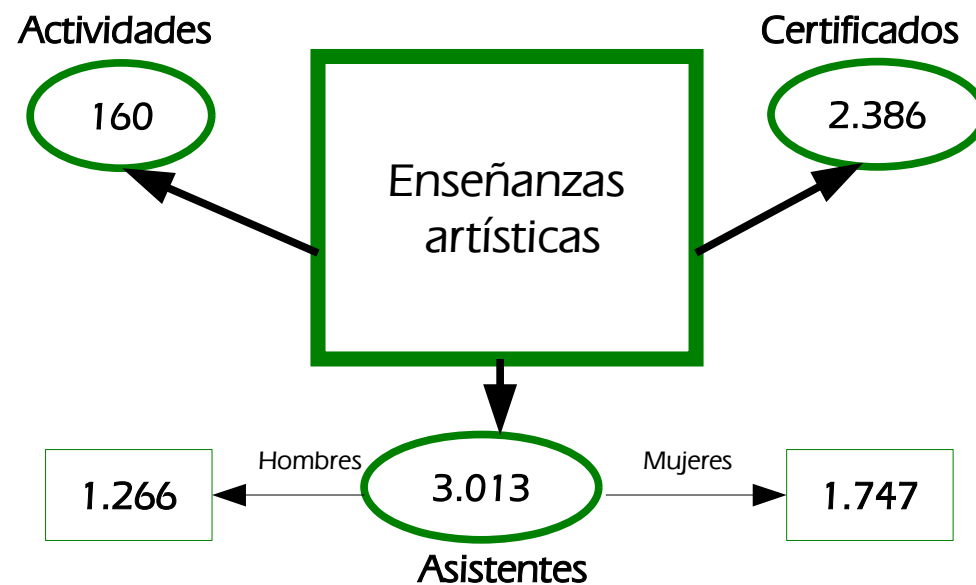 Actividades
160
Certificados
2.386
Enseñanzas
artísticas
Hombres
1.266
3.013
Mujeres
1.747
Asistentes